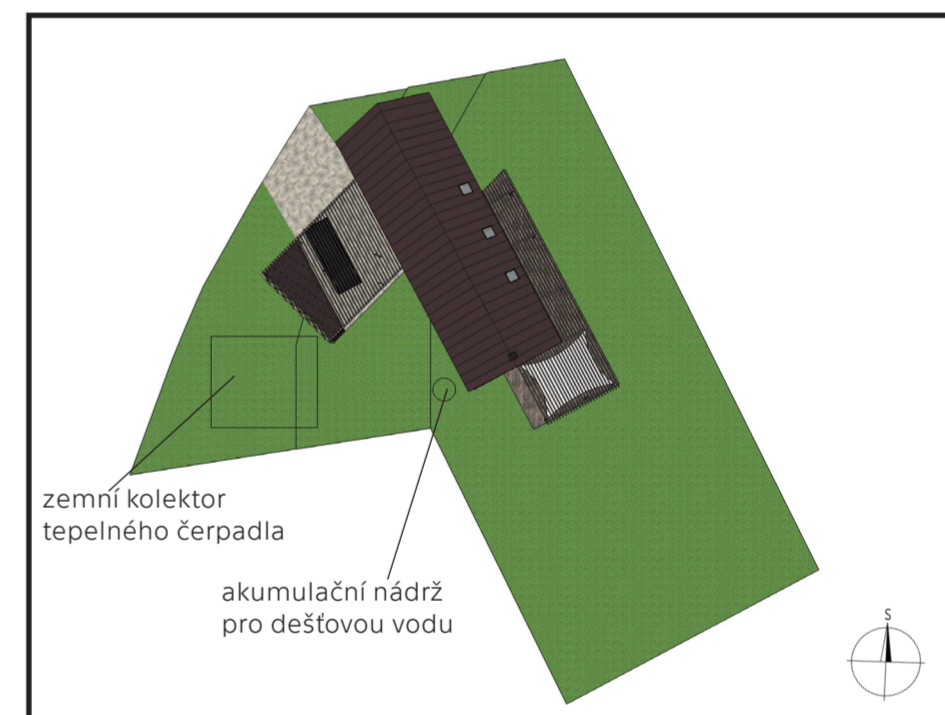 zemní kolektor
tepelného čerpadla
akumulační nádrž
pro dešťovou vodu
S